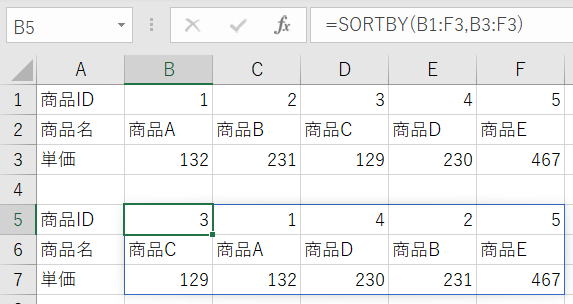 B5 fx =SORTBY(B1:F3,B3:F3)
A B C D E F
1 商品ID 1 2 3 4 5
2 商品名 商品A 商品B 商品C 商品D 商品E
3 単価 132 231 129 230 467
4
5 商品ID 3 1 4 2 5
6 商品名 商品C 商品A 商品D 商品B 商品E
7 単価 129 132 230 231 467